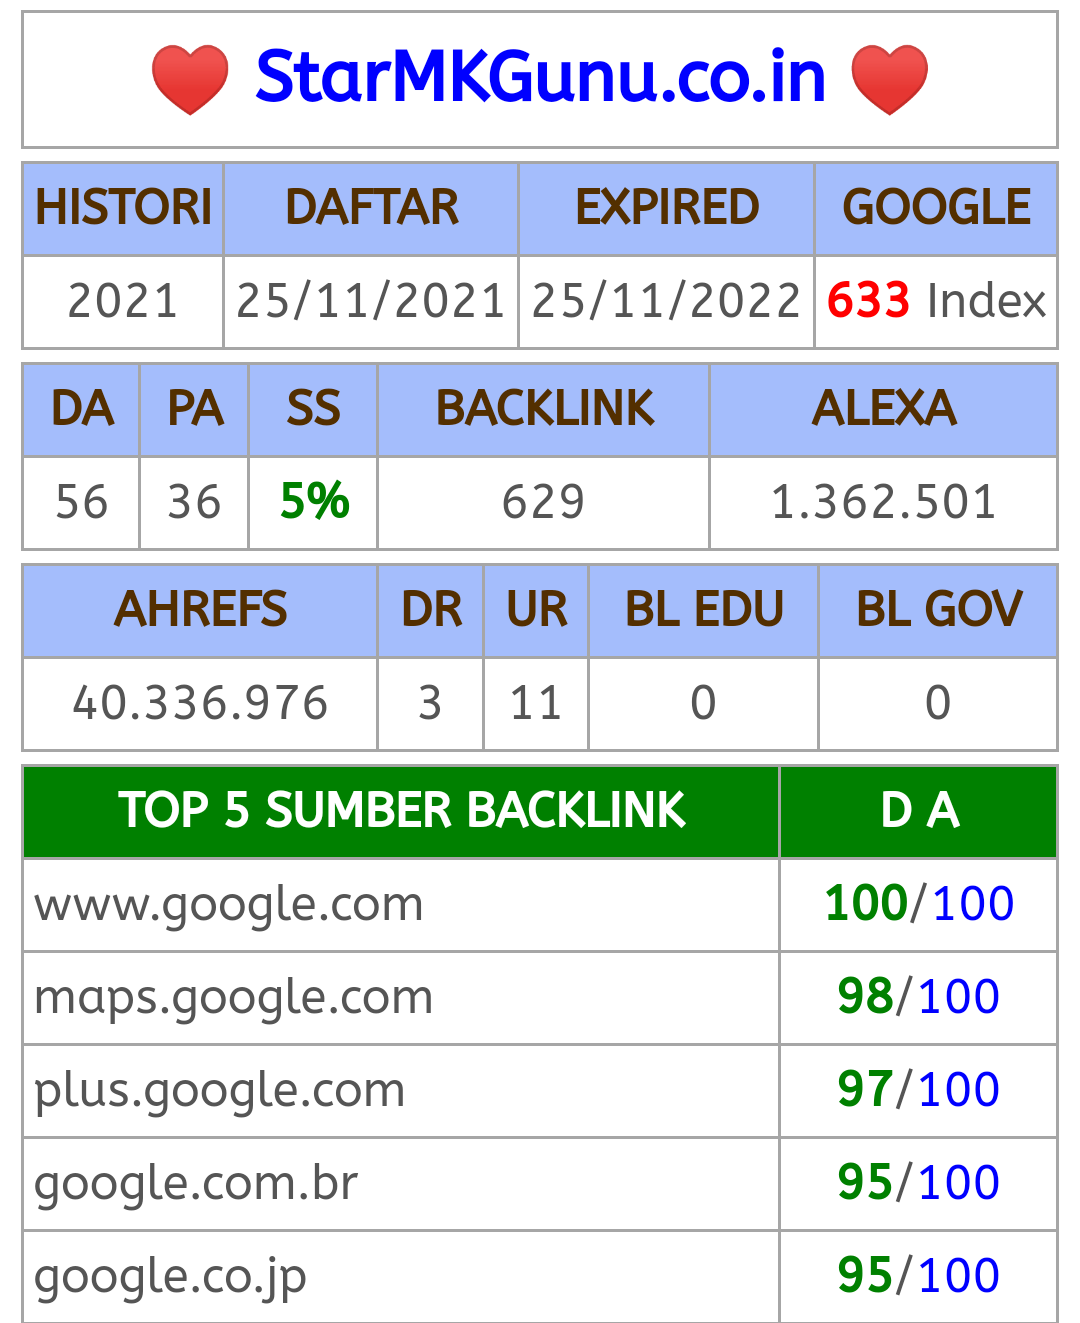 StarMKGunu.co.in
HISTORI DAFTAR EXPIRED GOOGLE
2021 25/11/2021 25/11/2022 633 Index
DA PA SS BACKLINK ALEXA
56 36 5% 629 1.362.501
AHREFS DR UR BL EDU BL GOV
40.336.976 3 11 0 0
TOP 5 SUMBER BACKLINK D A
www.google.com 100/100
maps.google.com 98/100
plus.google.com 97/100
google.com.br 95/100
google.co.jp 95/100